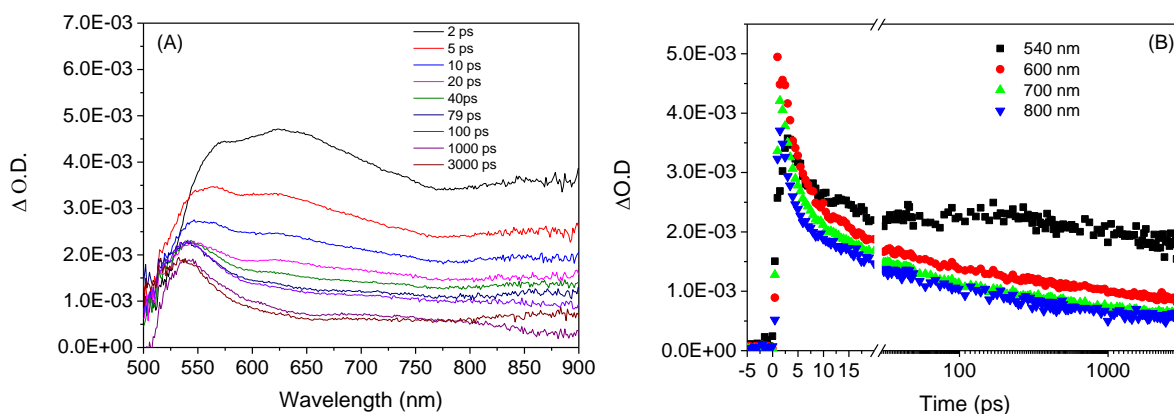 (A)
7.0E-03
6.0E-03
5.0E-03
4.0E-03
3.0E-03
2.0E-03
1.0E-03
0.0E+00
Δ O.D.
500 550 600 650 700 750 800 850 900
Wavelength (nm)
2 ps
5 ps
10 ps
20 ps
40ps
79 ps
100 ps
1000 ps
3000 ps
(B)
5.0E-03
4.0E-03
3.0E-03
2.0E-03
1.0E-03
0.0E+00
ΔO.D
-5 0 5 10 15 100 1000
Time (ps)
540 nm
600 nm
700 nm
800 nm